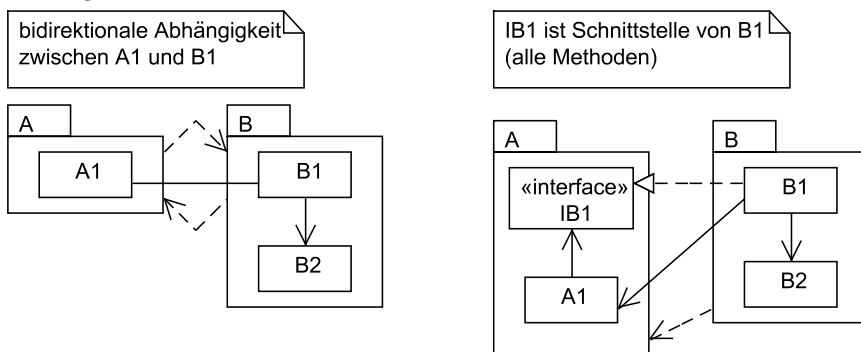 bidirektionale Abhängigkeit
zwischen A1 und B1
A
B
A1
B1
B2
IB1 ist Schnittstelle von B1
(alle Methoden)
A
B
«interface»
IB1
B1
A1
B2